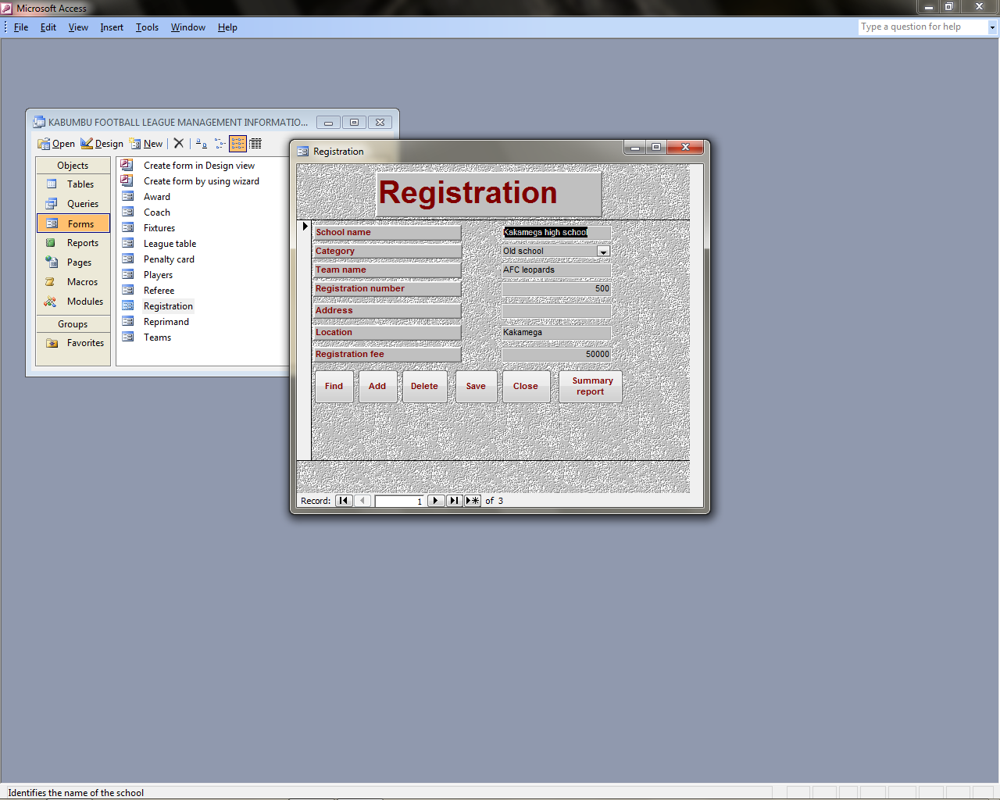 Microsoft Access
File Edit View Insert Tools Window Help
Type a question for help
KABUMBU FOOTBALL LEAGUE MANAGEMENT INFORMATIO...
Open Design New
Objects
Tables
Queries
Forms
Reports
Pages
Macros
Modules
Groups
Favorites
Create form in Design view
Create form by using wizard
Award
Coach
Fixtures
League table
Penalty card
Players
Referee
Registration
Reprimand
Teams
Registration
Registration
School name Kakamega high school
Category Old school
Team name AFC leopards
Registration number 500
Address
Location Kakamega
Registration fee 50000
Find Add Delete Save Close Summary report
Record: 1 of 3
Identifies the name of the school